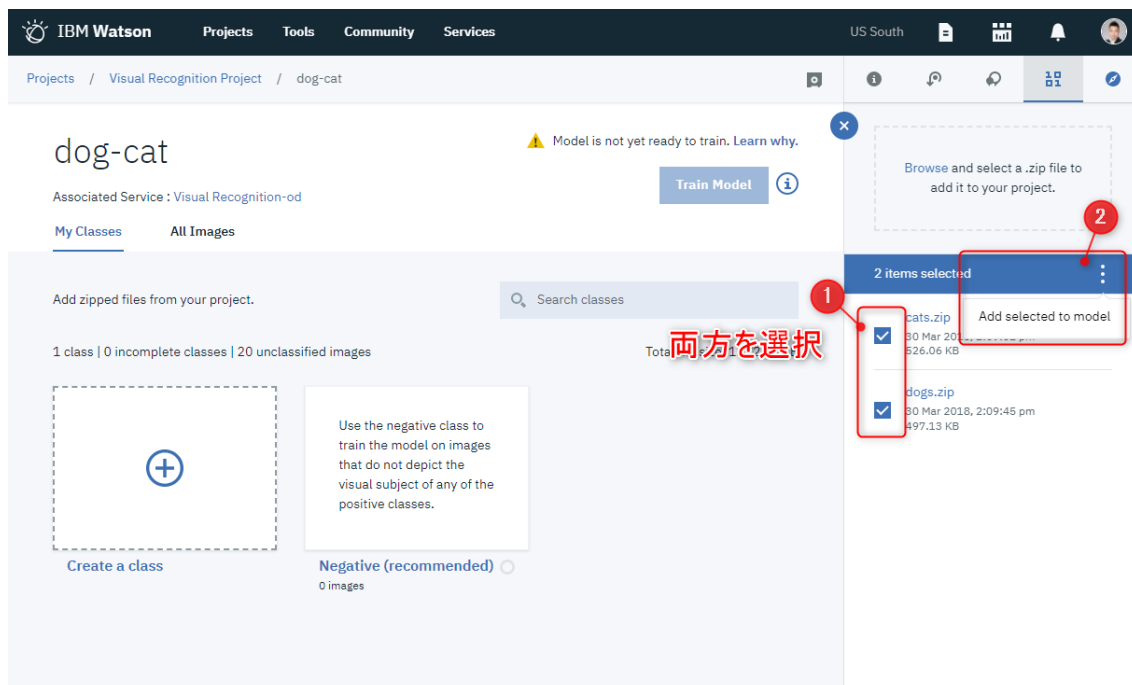 IBM Watson
Projects
Tools
Community
Services
US South
Projects / Visual Recognition Project / dog-cat
dog-cat
Model is not yet ready to train. Learn why.
Train Model
Associated Service : Visual Recognition-od
My Classes
All Images
Add zipped files from your project.
Search classes
1 class | 0 incomplete classes | 20 unclassified images
両方を選択
Create a class
Use the negative class to
train the model on images
that do not depict the
visual subject of any of the
positive classes.
Negative (recommended)
0 images
Browse and select a .zip file to
add it to your project.
2
2 items selected
Add selected to model
1
cats.zip
30 Mar
526.06 KB
dogs.zip
30 Mar 2018, 2:09:45 pm
497.13 KB